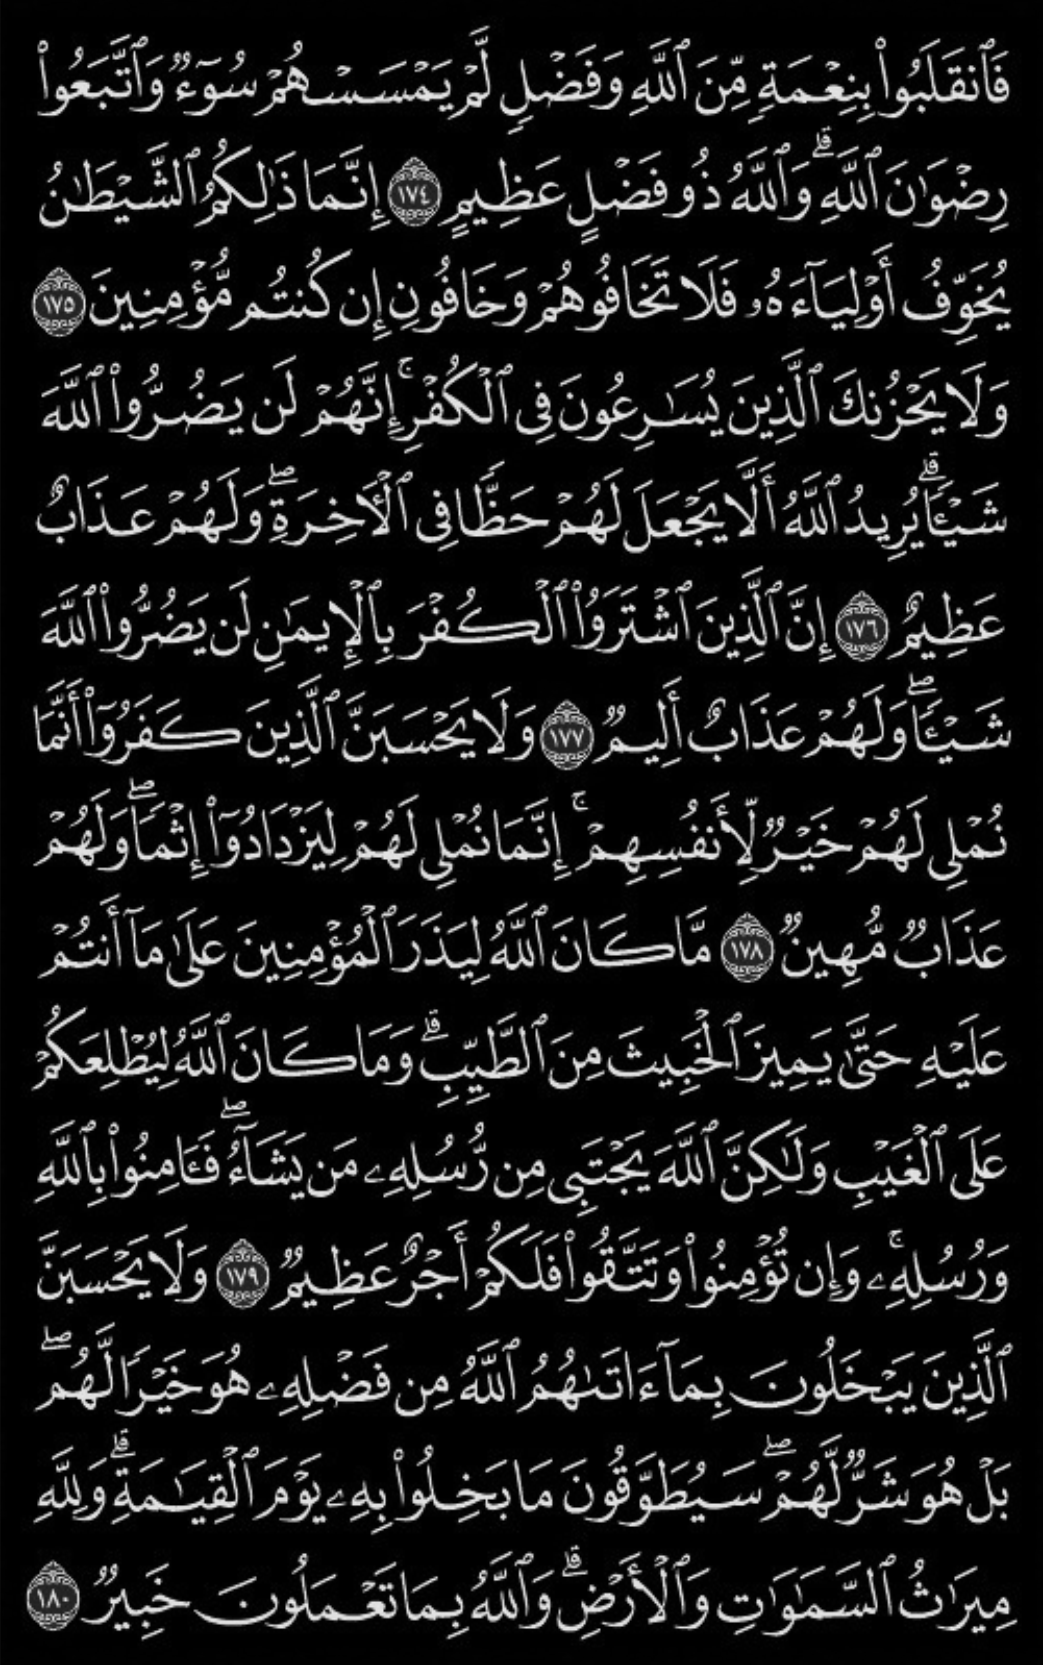 فَٱنقَلَبُوا۟ بِنِعْمَةٍ مِّنَ ٱللَّهِ وَفَضْلٍ لَّمْ يَمْسَسْهُمْ سُوٓءٌ وَٱتَّبَعُوا۟
رِضْوَٰنَ ٱللَّهِ ۗ وَٱللَّهُ ذُو فَضْلٍ عَظِيمٍ ١٧٤ إِنَّمَا ذَٰلِكُمُ ٱلشَّيْطَٰنُ
يُخَوِّفُ أَوْلِيَآءَهُۥ فَلَا تَخَافُوهُمْ وَخَافُونِ إِن كُنتُم مُّؤْمِنِينَ ١٧٥
وَلَا يَحْزُنكَ ٱلَّذِينَ يُسَٰرِعُونَ فِى ٱلْكُفْرِ ۚ إِنَّهُمْ لَن يَضُرُّوا۟ ٱللَّهَ
شَيْـًٔا ۗ يُرِيدُ ٱللَّهُ أَلَّا يَجْعَلَ لَهُمْ حَظًّا فِى ٱلْـَٔاخِرَةِ ۖ وَلَهُمْ عَذَابٌ
عَظِيمٌ ١٧٦ إِنَّ ٱلَّذِينَ ٱشْتَرَوُا۟ ٱلْكُفْرَ بِٱلْإِيمَٰنِ لَن يَضُرُّوا۟ ٱللَّهَ
شَيْـًٔا ۖ وَلَهُمْ عَذَابٌ أَلِيمٌ ١٧٧ وَلَا يَحْسَبَنَّ ٱلَّذِينَ كَفَرُوٓا۟ أَنَّمَا
نُمْلِى لَهُمْ خَيْرٌ لِّأَنفُسِهِمْ ۚ إِنَّمَا نُمْلِى لَهُمْ لِيَزْدَادُوٓا۟ إِثْمًا ۖ وَلَهُمْ
عَذَابٌ مُّهِينٌ ١٧٨ مَّا كَانَ ٱللَّهُ لِيَذَرَ ٱلْمُؤْمِنِينَ عَلَىٰ مَآ أَنتُمْ
عَلَيْهِ حَتَّىٰ يَمِيزَ ٱلْخَبِيثَ مِنَ ٱلطَّيِّبِ ۗ وَمَا كَانَ ٱللَّهُ لِيُطْلِعَكُمْ
عَلَى ٱلْغَيْبِ وَلَٰكِنَّ ٱللَّهَ يَجْتَبِى مِن رُّسُلِهِۦ مَن يَشَآءُ ۖ فَـَٔامِنُوا۟ بِٱللَّهِ
وَرُسُلِهِۦ ۚ وَإِن تُؤْمِنُوا۟ وَتَتَّقُوا۟ فَلَكُمْ أَجْرٌ عَظِيمٌ ١٧٩ وَلَا يَحْسَبَنَّ
ٱلَّذِينَ يَبْخَلُونَ بِمَآ ءَاتَىٰهُمُ ٱللَّهُ مِن فَضْلِهِۦ هُوَ خَيْرًا لَّهُم ۖ
بَلْ هُوَ شَرٌّ لَّهُمْ ۖ سَيُطَوَّقُونَ مَا بَخِلُوا۟ بِهِۦ يَوْمَ ٱلْقِيَٰمَةِ ۗ وَلِلَّهِ
مِيرَٰثُ ٱلسَّمَٰوَٰتِ وَٱلْأَرْضِ ۗ وَٱللَّهُ بِمَا تَعْمَلُونَ خَبِيرٌ ١٨٠